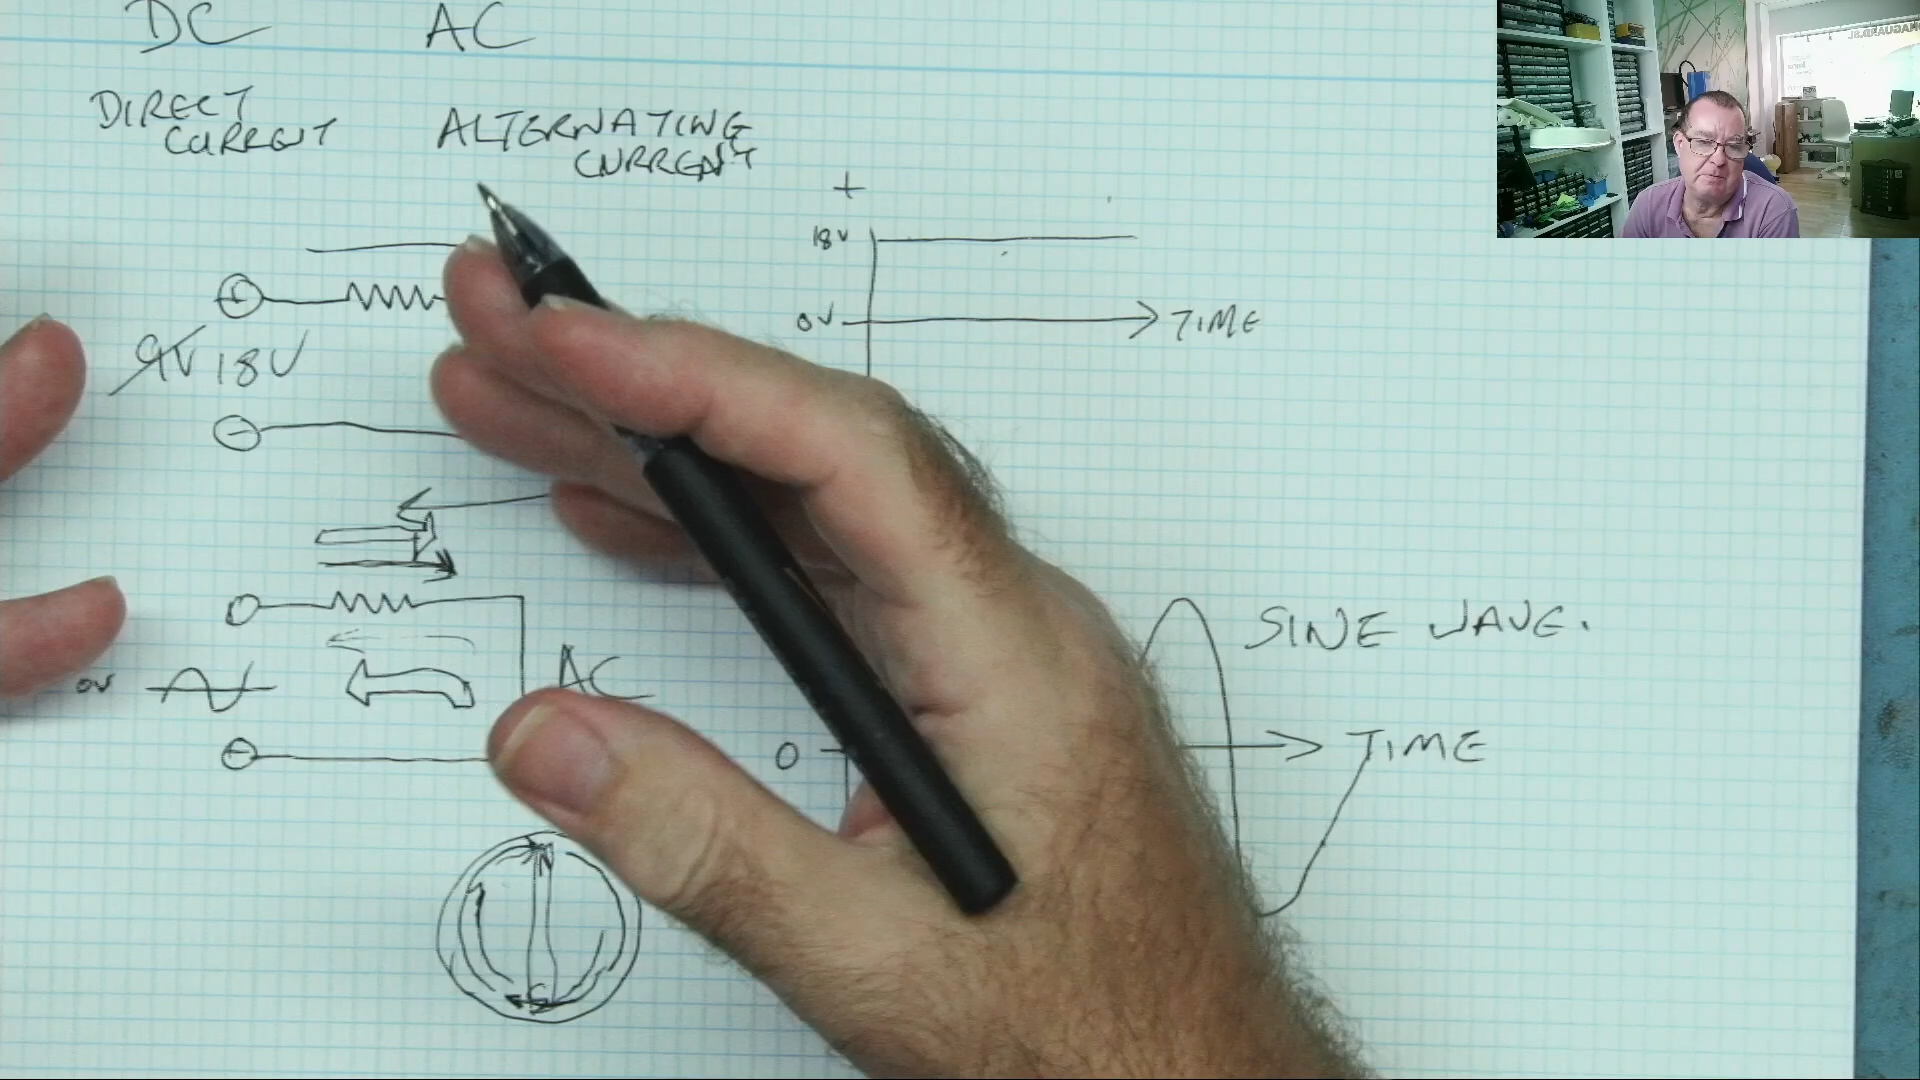 DC AC
DIRECT
CURRENT
ALTERNATING
CURRENT
+
18V
0V
TIME
9V 18V
SINE WAVE.
0V
AC
0
TIME
N
S